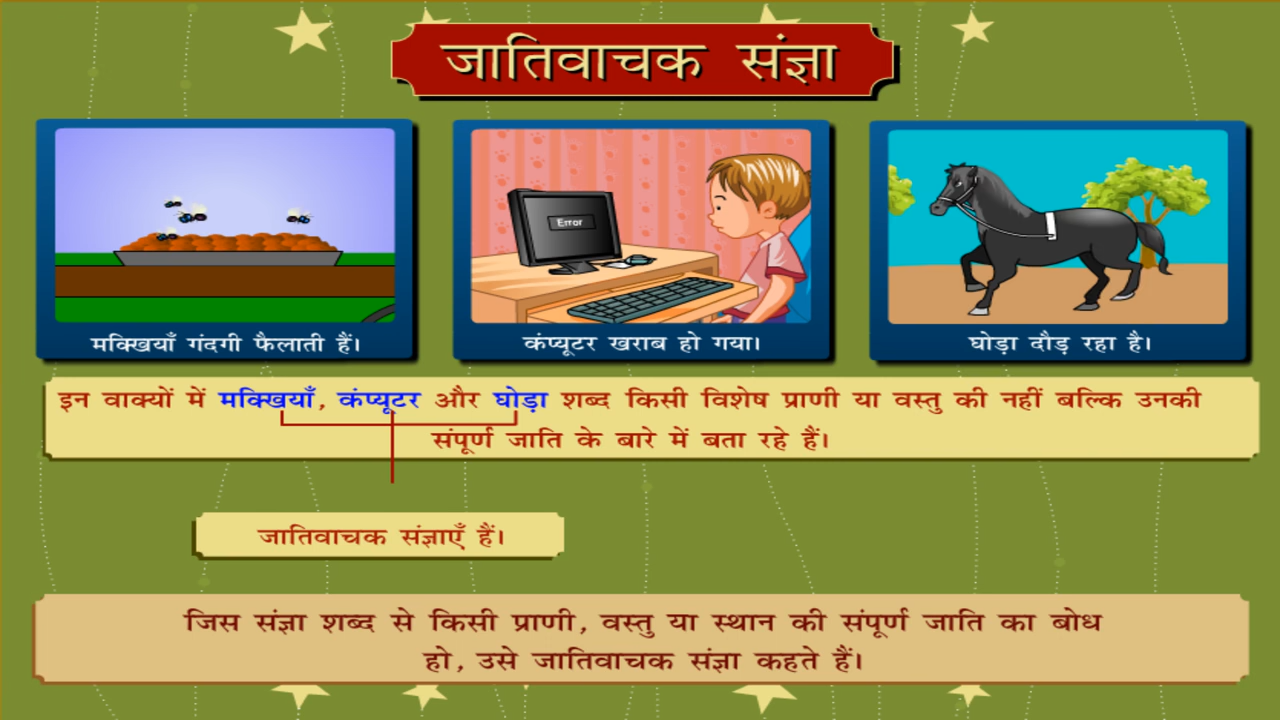 जातिवाचक संज्ञा
Error
मक्खियाँ गंदगी फैलाती हैं।
कंप्यूटर खराब हो गया।
घोड़ा दौड़ रहा है।
इन वाक्यों में मक्खियाँ, कंप्यूटर और घोड़ा शब्द किसी विशेष प्राणी या वस्तु की नहीं बल्कि उनकी
संपूर्ण जाति के बारे में बता रहे हैं।
जातिवाचक संज्ञाएँ हैं।
जिस संज्ञा शब्द से किसी प्राणी, वस्तु या स्थान की संपूर्ण जाति का बोध
हो, उसे जातिवाचक संज्ञा कहते हैं।